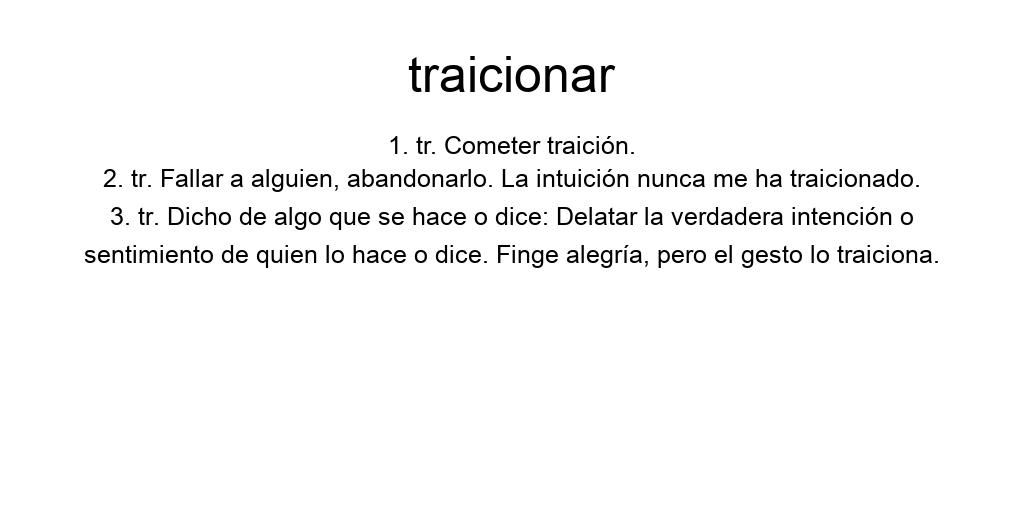 traicionar
1. tr. Cometer traición.
2. tr. Fallar a alguien, abandonarlo. La intuición nunca me ha traicionado.
3. tr. Dicho de algo que se hace o dice: Delatar la verdadera intención o
sentimiento de quien lo hace o dice. Finge alegría, pero el gesto lo traiciona.